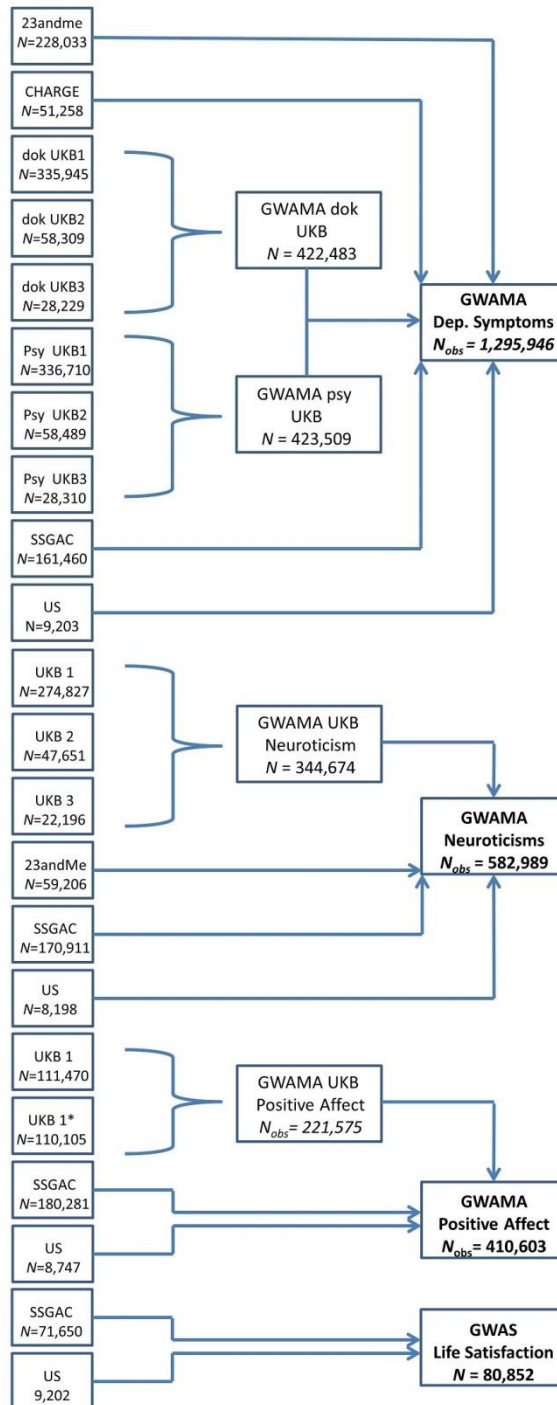 23andme
N=228,033
CHARGE
N=51,258
dok UKB1
N=335,945
dok UKB2
N=58,309
dok UKB3
N=28,229
GWAMA dok
UKB
N = 422,483
Psy UKB1
N=336,710
Psy UKB2
N=58,489
Psy UKB3
N=28,310
GWAMA psy
UKB
N = 423,509
SSGAC
N=161,460
US
N=9,203
GWAMA
Dep. Symptoms
Nobs = 1,295,946
UKB 1
N=274,827
UKB 2
N=47,651
UKB 3
N=22,196
GWAMA UKB
Neuroticism
N = 344,674
23andMe
N=59,206
SSGAC
N=170,911
US
N=8,198
GWAMA
Neuroticisms
Nobs = 582,989
UKB 1
N=111,470
UKB 1*
N=110,105
GWAMA UKB
Positive Affect
Nobs= 221,575
SSGAC
N=180,281
US
N=8,747
GWAMA
Positive Affect
Nobs= 410,603
SSGAC
N=71,650
US
9,202
GWAS
Life Satisfaction
N = 80,852